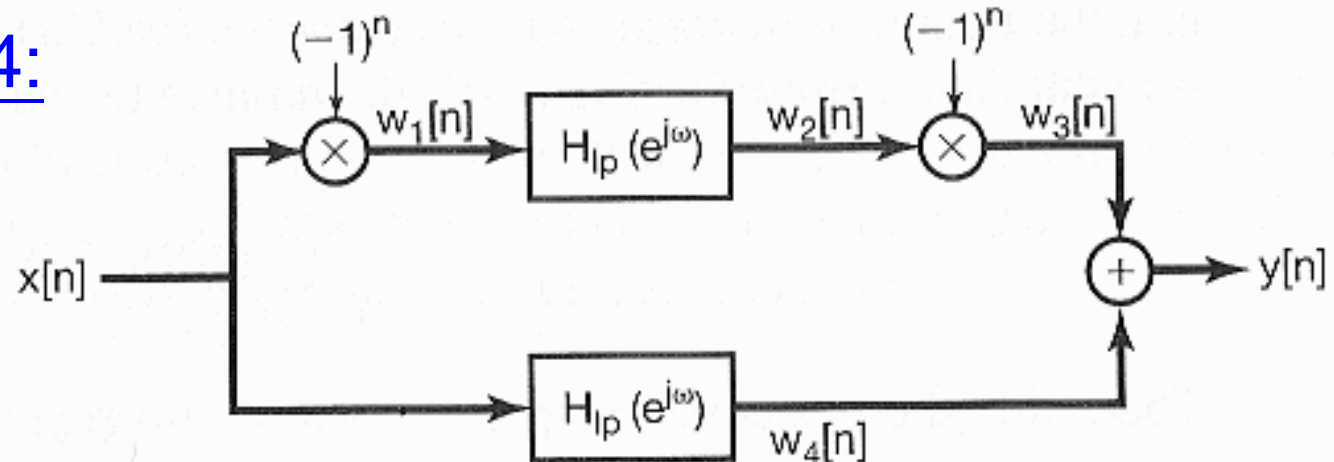 4:
(−1)ⁿ (−1)ⁿ
w₁[n] H_lp (e^jω) w₂[n] w₃[n]
x[n] y[n]
H_lp (e^jω)
w₄[n]